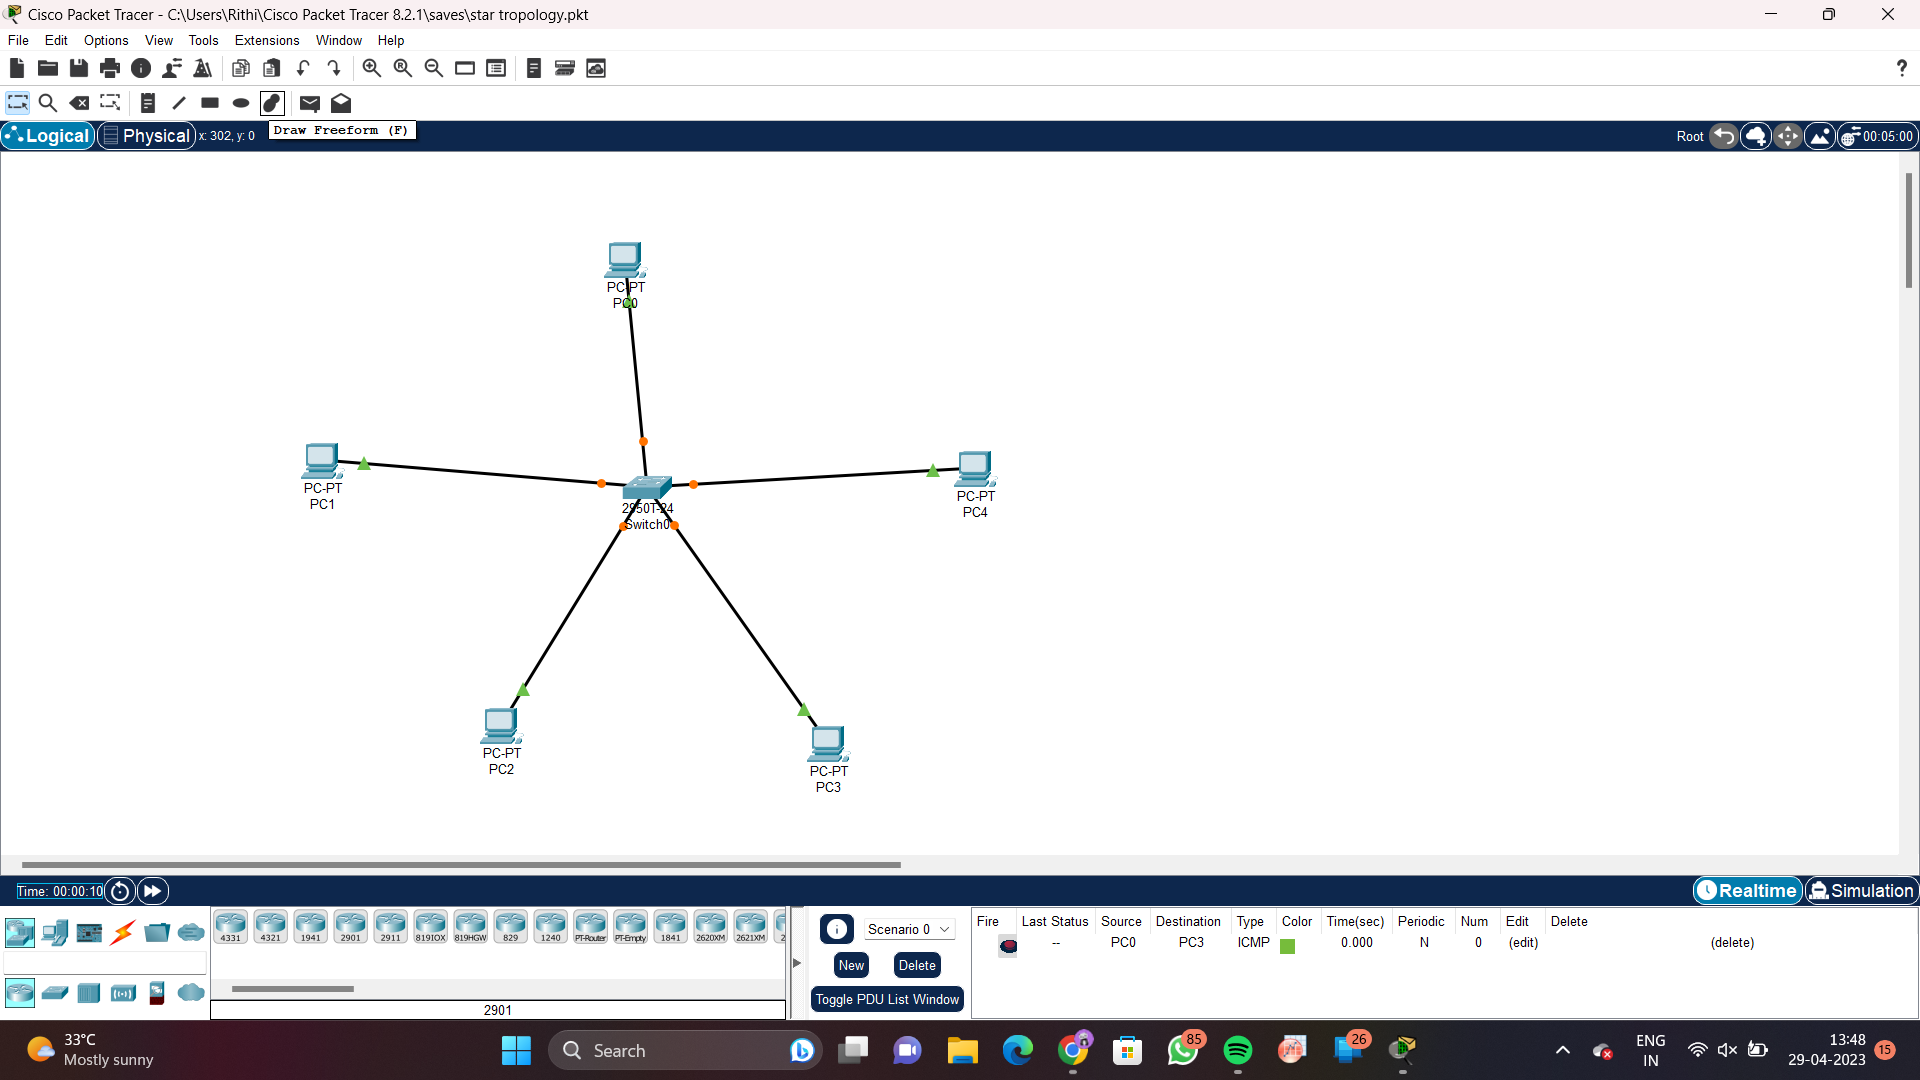 Cisco Packet Tracer - C:\Users\Rithi\Cisco Packet Tracer 8.2.1\saves\star tropology.pkt
File Edit Options View Tools Extensions Window Help
?
Draw Freeform (F)
Logical Physical x: 302, y: 0 Root 00:05:00
PC-PT
PC0
PC-PT
PC1
PC-PT
PC4
2950T-24
Switch0
PC-PT
PC2
PC-PT
PC3
Time: 00:00:10 Realtime Simulation
4331 4321 1941 2901 2911 819IOX 819HGW 829 1240 PT-Router PT-Empty 1841 2620XM 2621XM 2
2901
Scenario 0
New Delete
Toggle PDU List Window
Fire Last Status Source Destination Type Color Time(sec) Periodic Num Edit Delete
-- PC0 PC3 ICMP 0.000 N 0 (edit) (delete)
33°C
Mostly sunny
Search
85
26
ENG
IN
13:48
29-04-2023
15